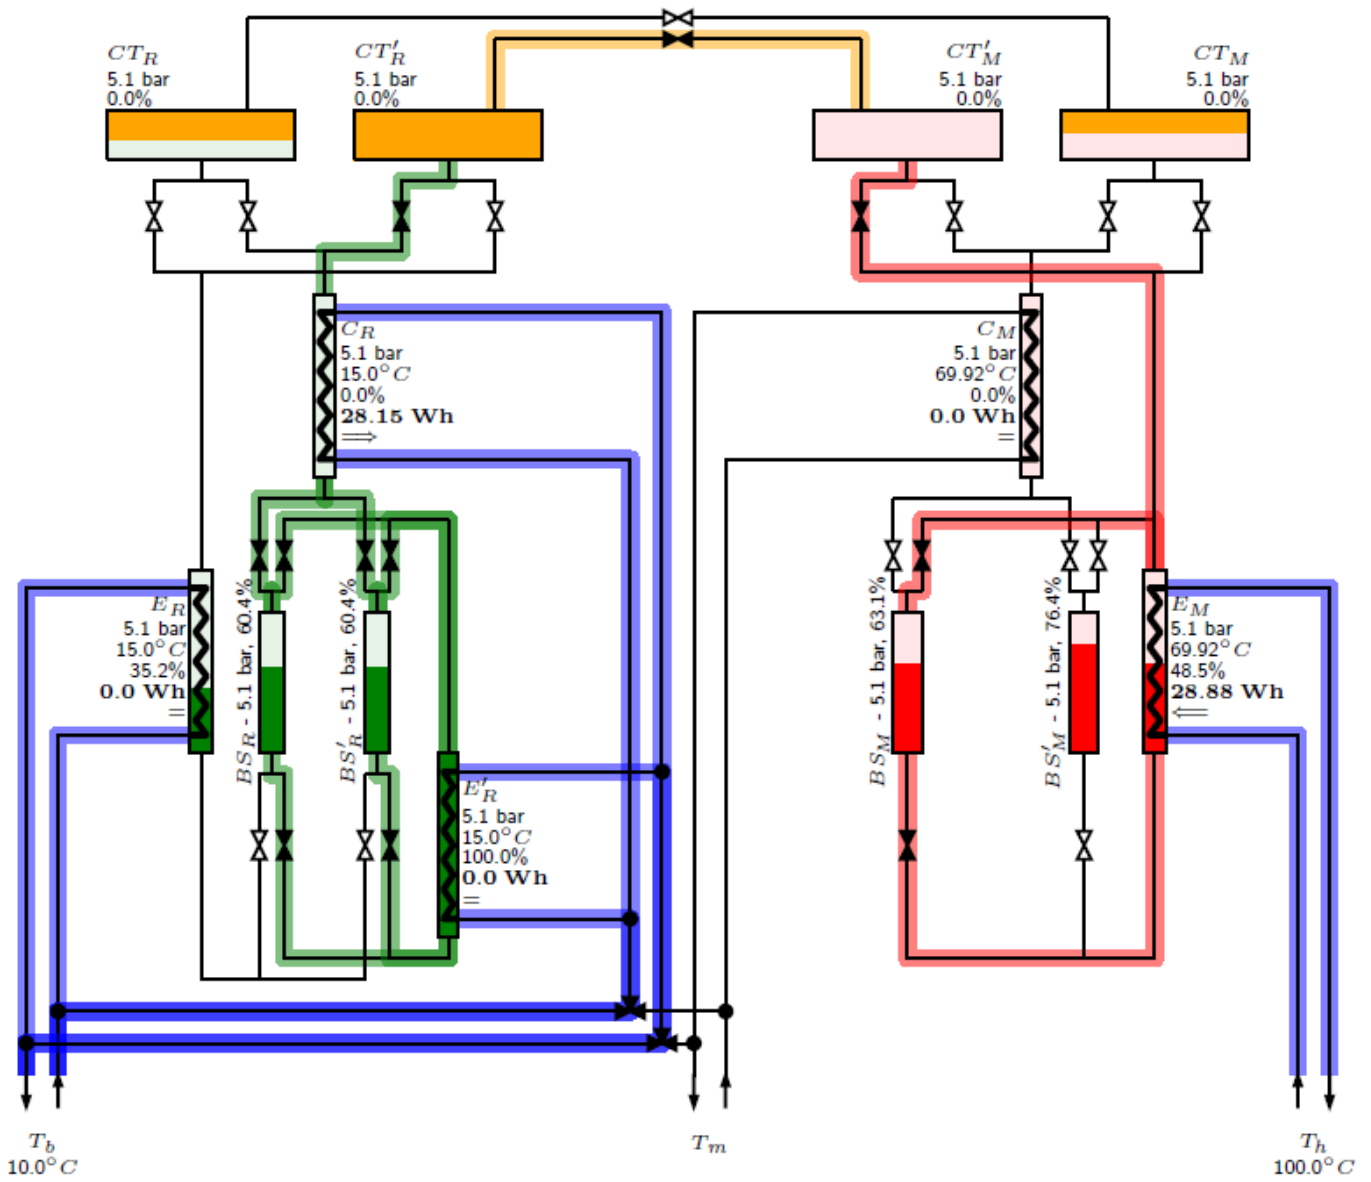 CT_R
5.1 bar
0.0%
CT'_R
5.1 bar
0.0%
CT'_M
5.1 bar
0.0%
CT_M
5.1 bar
0.0%
C_R
5.1 bar
15.0°C
0.0%
28.15 Wh
⟹
C_M
5.1 bar
69.92°C
0.0%
0.0 Wh
=
E_R
5.1 bar
15.0°C
35.2%
0.0 Wh
=
BS_R - 5.1 bar, 60.4%
BS'_R - 5.1 bar, 60.4%
E'_R
5.1 bar
15.0°C
100.0%
0.0 Wh
=
BS_M - 5.1 bar, 63.1%
BS'_M - 5.1 bar, 76.4%
E_M
5.1 bar
69.92°C
48.5%
28.88 Wh
⟸
T_b
10.0°C
T_m
T_h
100.0°C